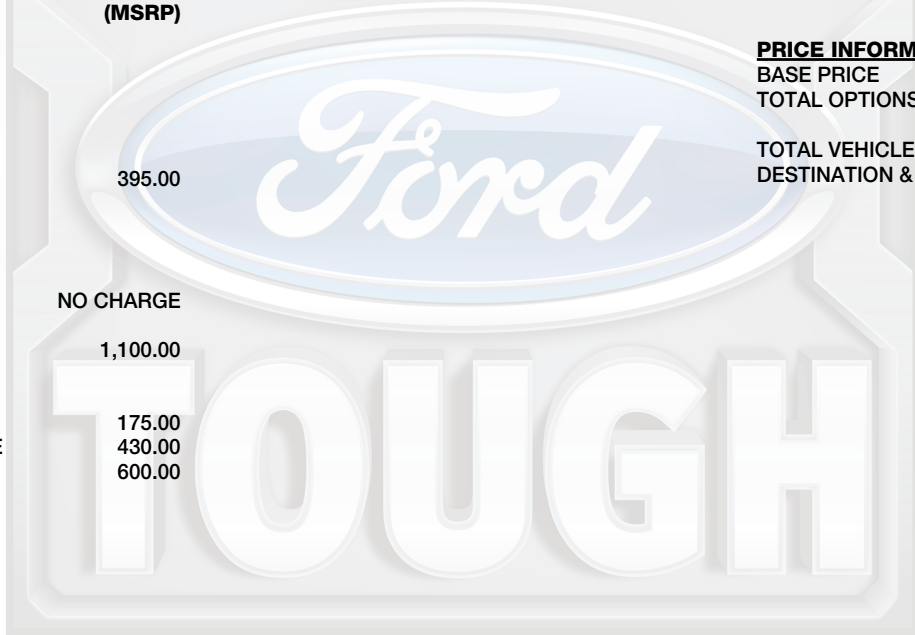 (MSRP)
395.00
NO CHARGE
1,100.00
175.00
E 430.00
600.00
PRICE INFORM
BASE PRICE
TOTAL OPTIONS
TOTAL VEHICLE
DESTINATION &
Ford
TOUGH